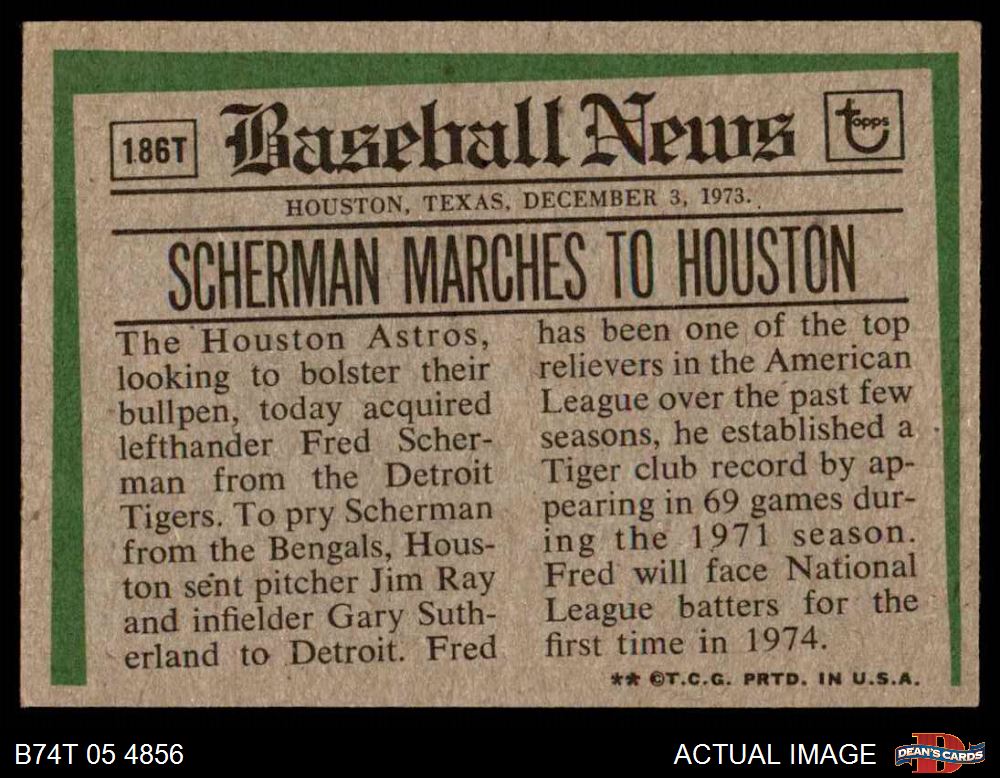 186T
Baseball News
topps
HOUSTON, TEXAS, DECEMBER 3, 1973.
SCHERMAN MARCHES TO HOUSTON
The Houston Astros,
looking to bolster their
bullpen, today acquired
lefthander Fred Scher-
man from the Detroit
Tigers. To pry Scherman
from the Bengals, Hous-
ton sent pitcher Jim Ray
and infielder Gary Suth-
erland to Detroit. Fred
has been one of the top
relievers in the American
League over the past few
seasons, he established a
Tiger club record by ap-
pearing in 69 games dur-
ing the 1971 season.
Fred will face National
League batters for the
first time in 1974.
** ©T.C.G. PRTD. IN U.S.A.
B74T 05 4856
ACTUAL IMAGE
DEAN'S CARDS